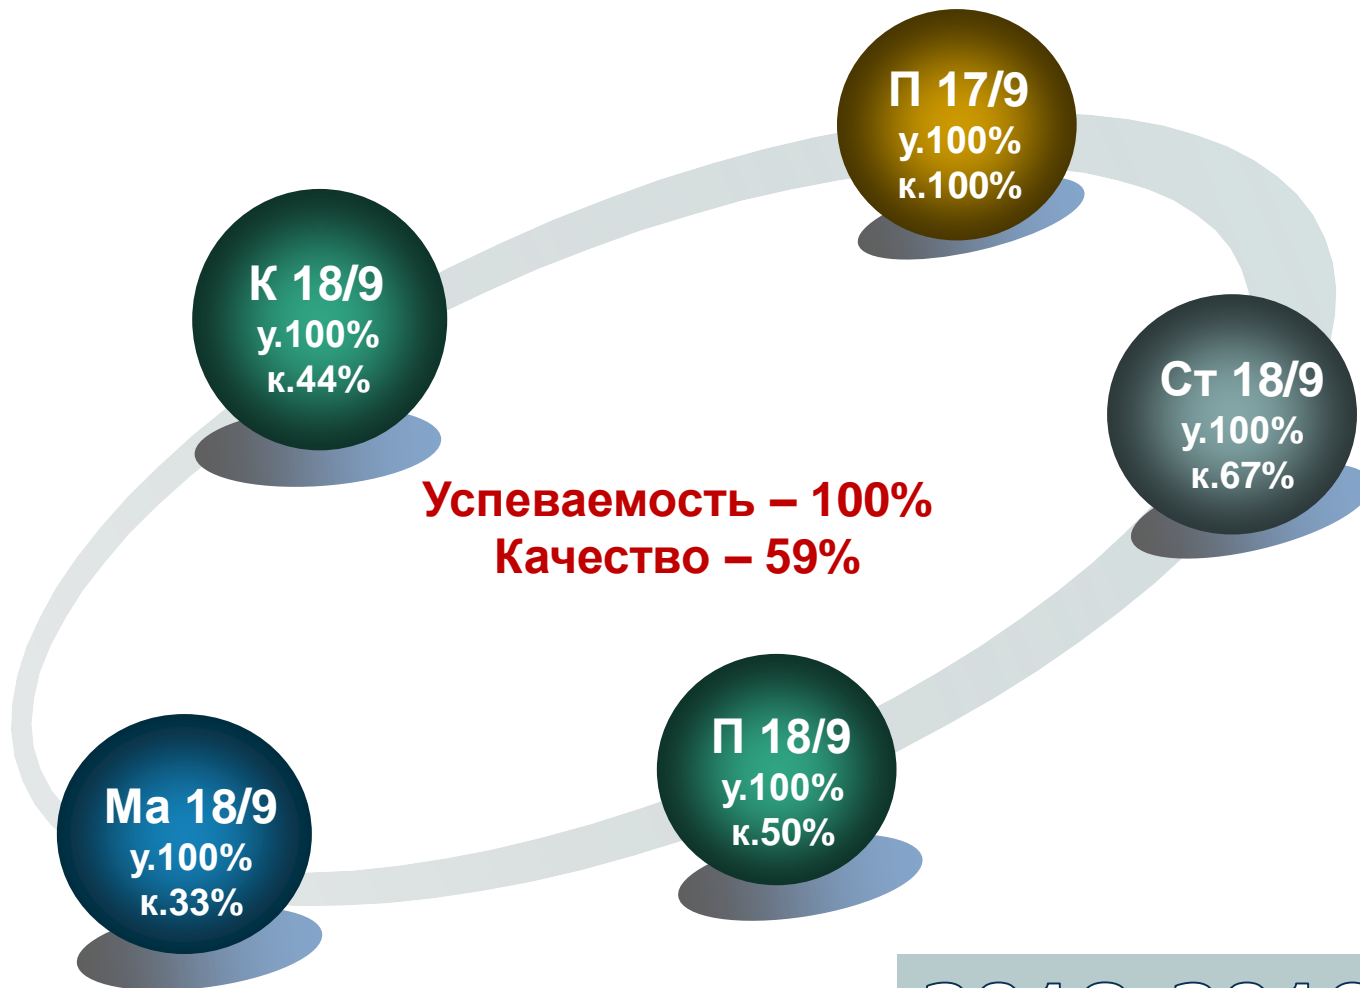 П 17/9
у.100%
к.100%
К 18/9
у.100%
к.44%
Ст 18/9
у.100%
к.67%
Успеваемость – 100%
Качество – 59%
П 18/9
у.100%
к.50%
Ма 18/9
у.100%
к.33%